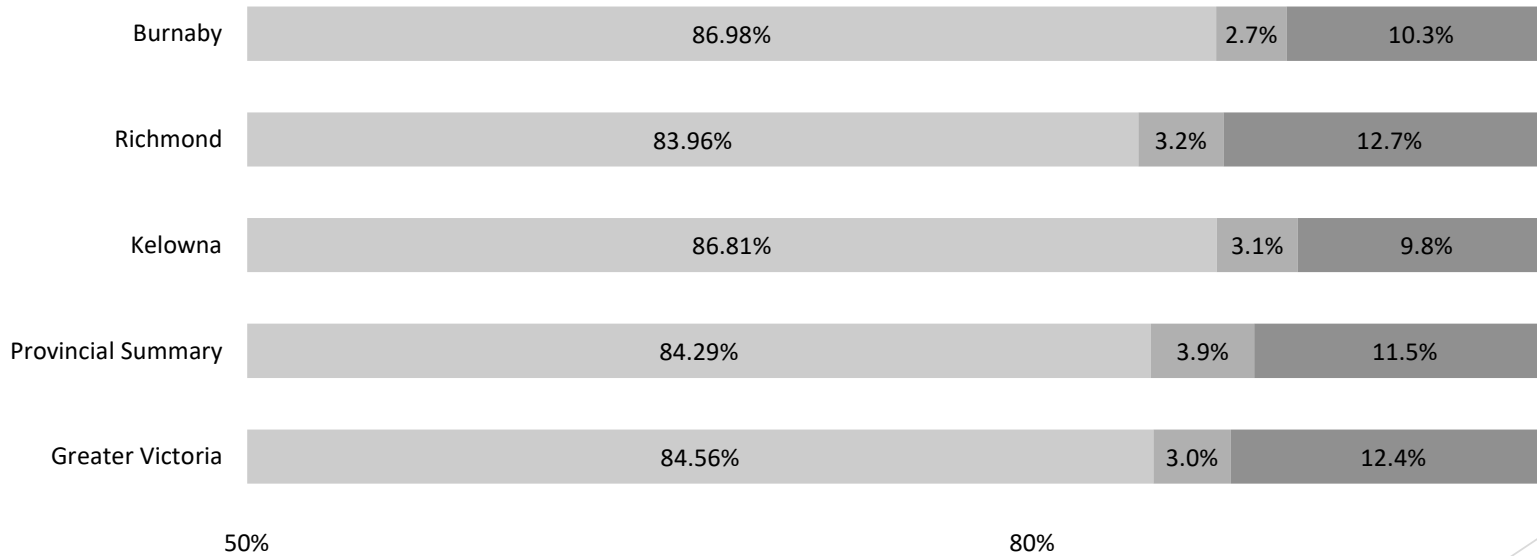 Burnaby 86.98% 2.7% 10.3%
Richmond 83.96% 3.2% 12.7%
Kelowna 86.81% 3.1% 9.8%
Provincial Summary 84.29% 3.9% 11.5%
Greater Victoria 84.56% 3.0% 12.4%
50% 80%